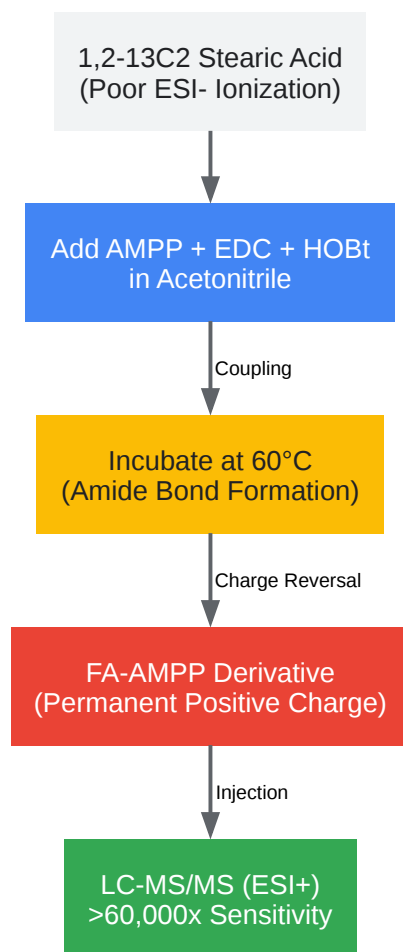 1,2-13C2 Stearic Acid
(Poor ESI- Ionization)
Add AMPP + EDC + HOBt
in Acetonitrile
Coupling
Incubate at 60°C
(Amide Bond Formation)
Charge Reversal
FA-AMPP Derivative
(Permanent Positive Charge)
Injection
LC-MS/MS (ESI+)
>60,000x Sensitivity